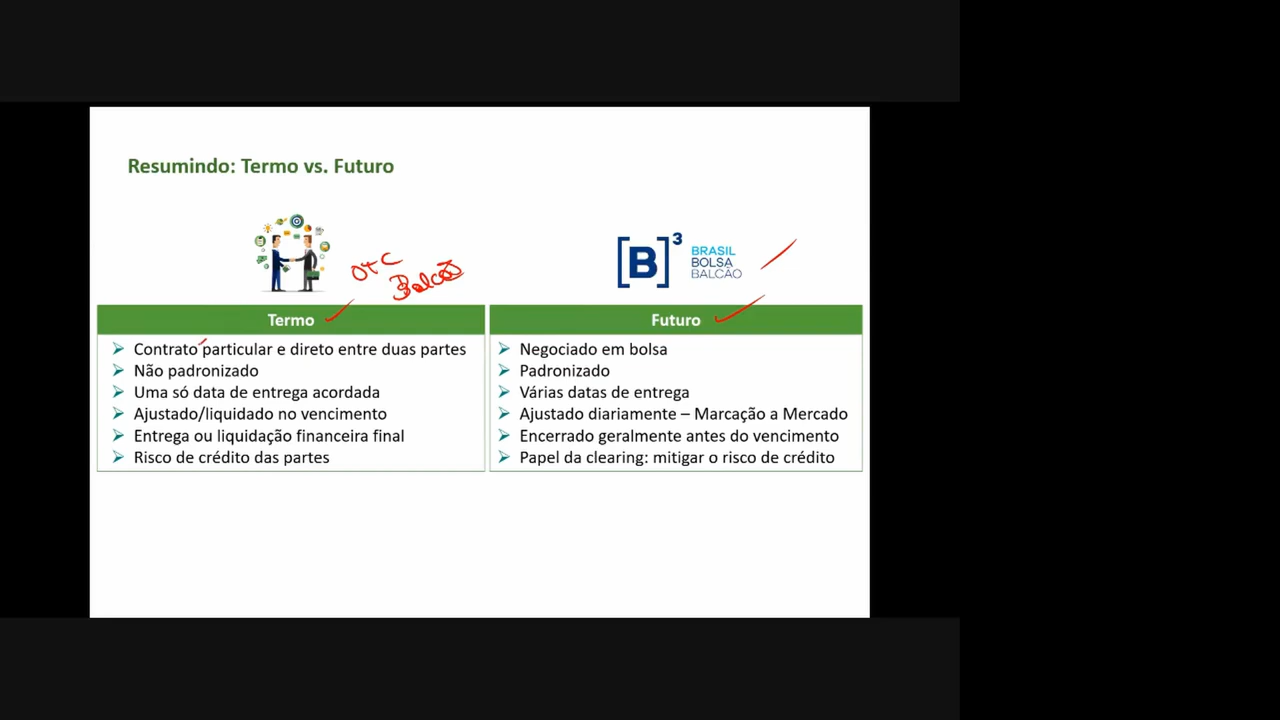 Resumindo: Termo vs. Futuro
OTC
Balcão
[B]³
BRASIL
BOLSA
BALCÃO
Termo
Contrato particular e direto entre duas partes
Não padronizado
Uma só data de entrega acordada
Ajustado/liquidado no vencimento
Entrega ou liquidação financeira final
Risco de crédito das partes
Futuro
Negociado em bolsa
Padronizado
Várias datas de entrega
Ajustado diariamente – Marcação a Mercado
Encerrado geralmente antes do vencimento
Papel da clearing: mitigar o risco de crédito